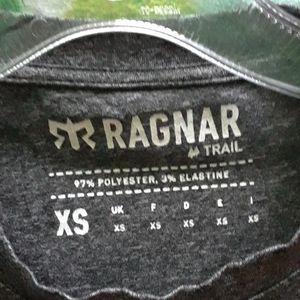 RAGNAR
TRAIL
97% POLYESTER, 3% ELASTINE
XS
UK F D E I
XS XS XS XS XS